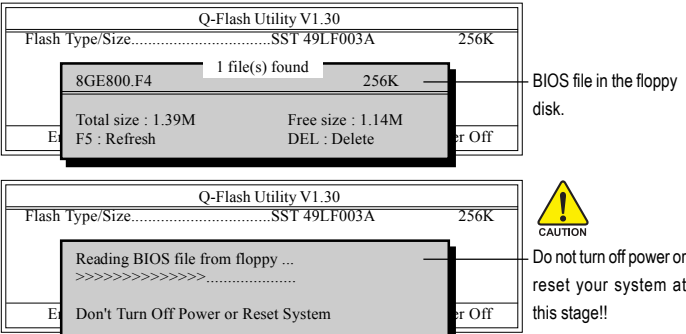 Q-Flash Utility V1.30
Flash Type/Size.................................SST 49LF003A 256K
1 file(s) found
8GE800.F4 256K
BIOS file in the floppy
disk.
Total size : 1.39M Free size : 1.14M
F5 : Refresh DEL : Delete
Q-Flash Utility V1.30
Flash Type/Size.................................SST 49LF003A 256K
CAUTION
Reading BIOS file from floppy ...
Do not turn off power or
>>>>>>>>>>>>>>.....................
reset your system at
Don't Turn Off Power or Reset System
this stage!!